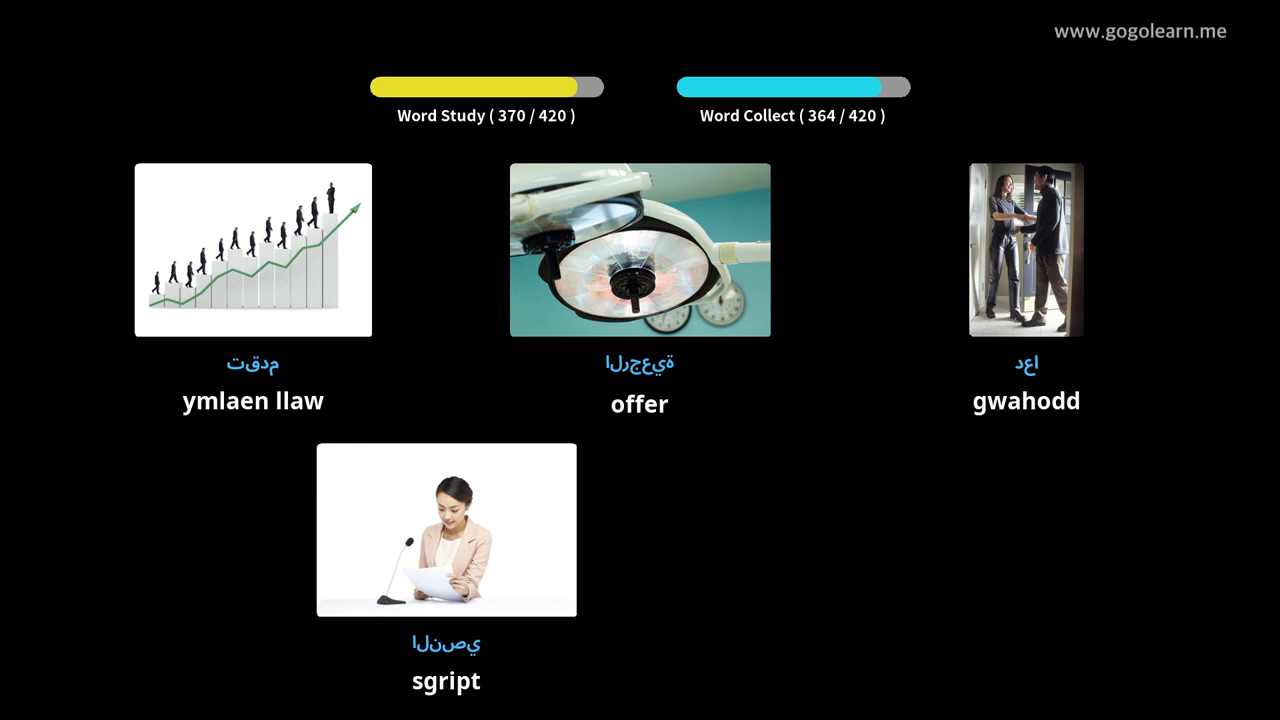 www.gogolearn.me
Word Study ( 370 / 420 )
Word Collect ( 364 / 420 )
تقدم
ymlaen llaw
الرجعية
offer
دعا
gwahodd
النصي
sgript